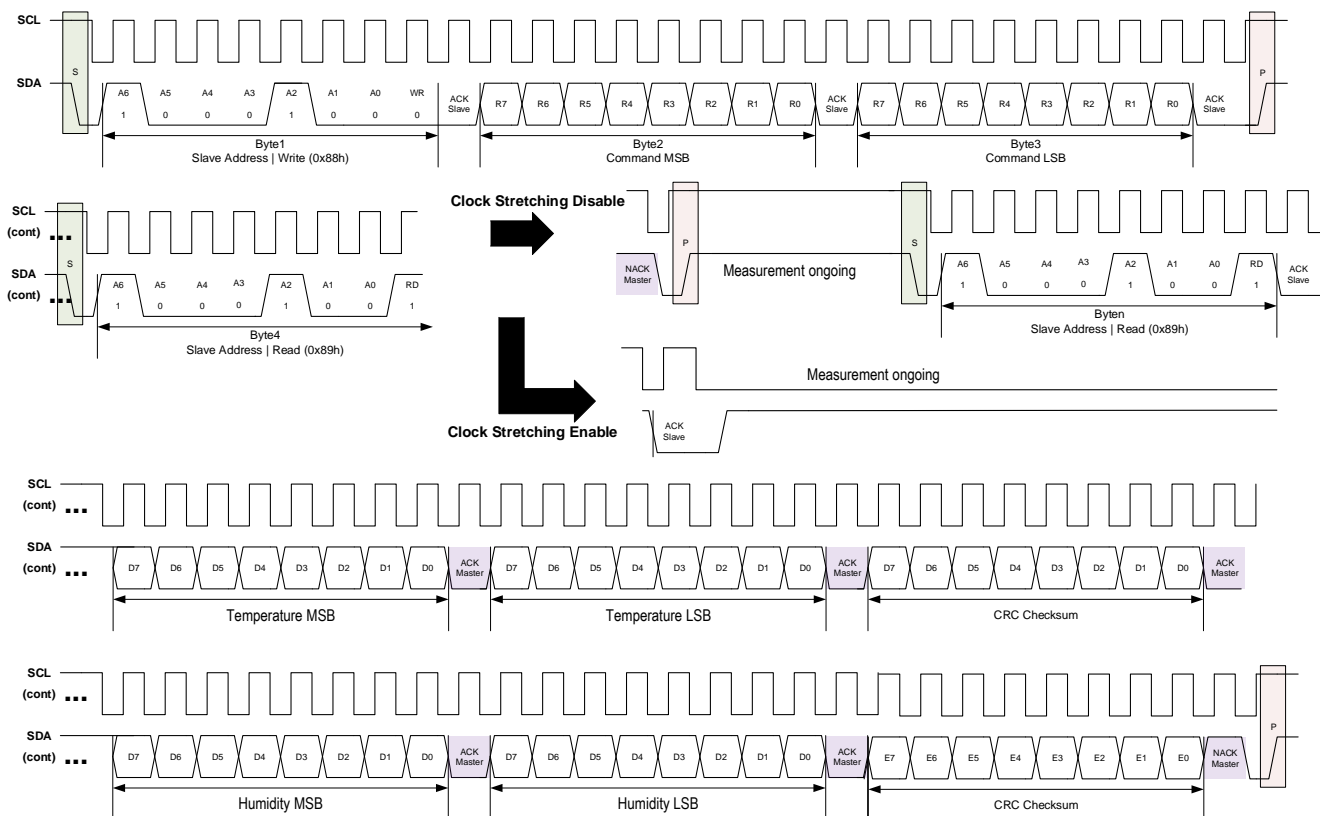 SCL
S
P
SDA
A6 A5 A4 A3 A2 A1 A0 WR ACK Slave R7 R6 R5 R4 R3 R2 R1 R0 ACK Slave R7 R6 R5 R4 R3 R2 R1 R0 ACK Slave
1 0 0 0 1 0 0 0
Byte1
Slave Address | Write (0x88h)
Byte2
Command MSB
Byte3
Command LSB
SCL
(cont) ...
S
SDA
(cont) ...
A6 A5 A4 A3 A2 A1 A0 RD
1 0 0 0 1 0 0 1
Byte4
Slave Address | Read (0x89h)
Clock Stretching Disable
P
NACK
Master
Measurement ongoing
S
A6 A5 A4 A3 A2 A1 A0 RD ACK Slave
1 0 0 0 1 0 0 1
Byten
Slave Address | Read (0x89h)
Clock Stretching Enable
Measurement ongoing
ACK
Slave
SCL
(cont) ...
SDA
(cont) ...
D7 D6 D5 D4 D3 D2 D1 D0 ACK Master D7 D6 D5 D4 D3 D2 D1 D0 ACK Master D7 D6 D5 D4 D3 D2 D1 D0 ACK Master
Temperature MSB
Temperature LSB
CRC Checksum
SCL
(cont) ...
P
SDA
(cont) ...
D7 D6 D5 D4 D3 D2 D1 D0 ACK Master D7 D6 D5 D4 D3 D2 D1 D0 ACK Master E7 E6 E5 E4 E3 E2 E1 E0 NACK Master
Humidity MSB
Humidity LSB
CRC Checksum